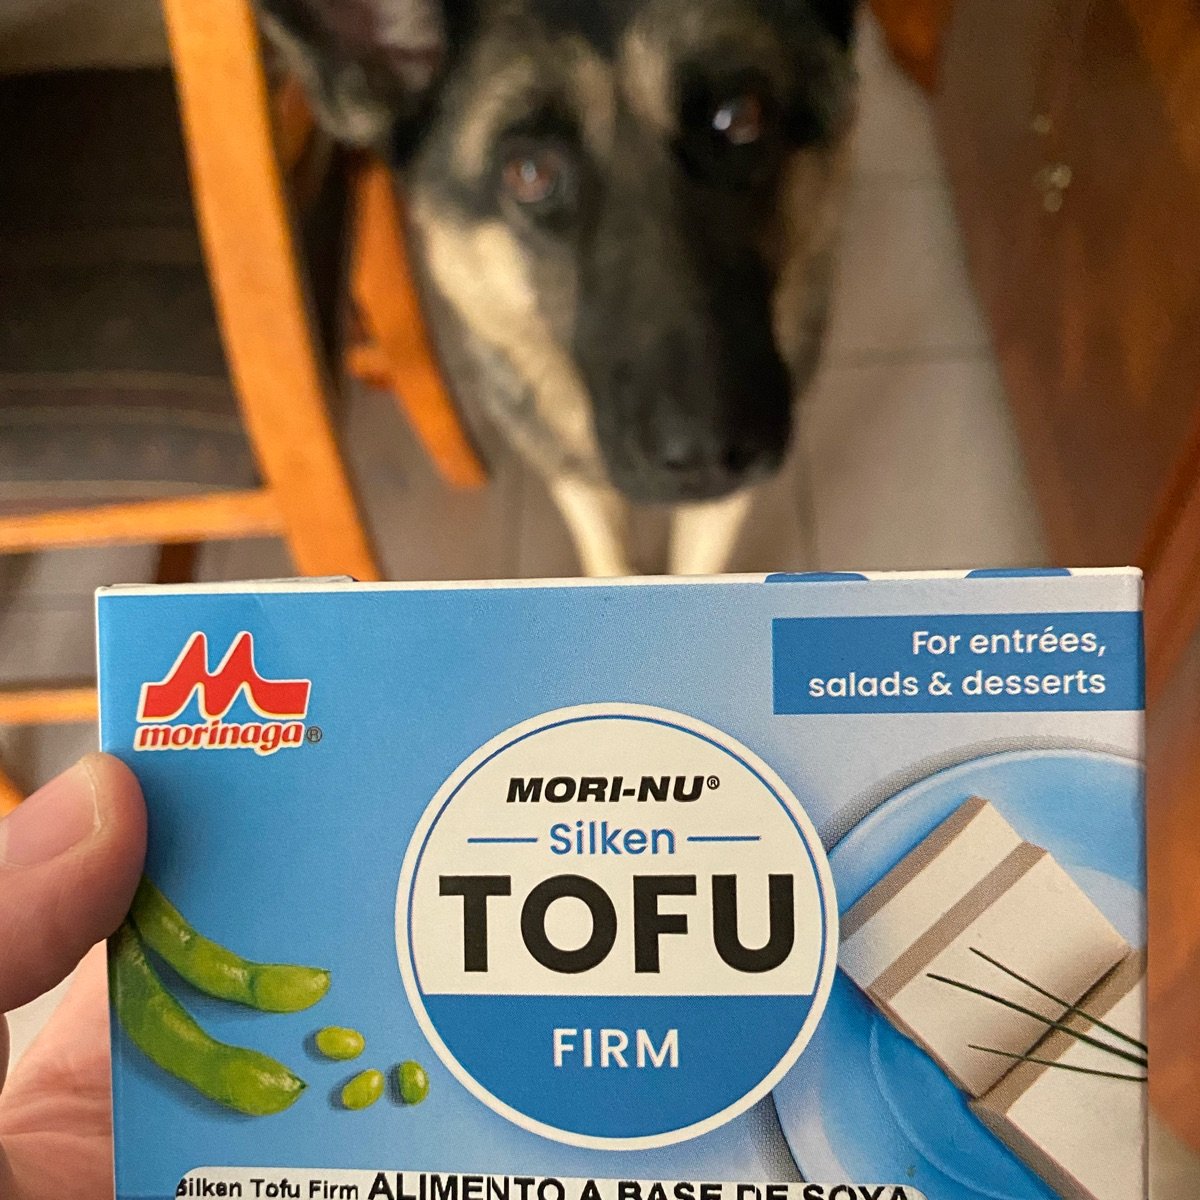 For entrées,
salads & desserts
morinaga®
MORI-NU®
Silken
TOFU
FIRM
Silken Tofu Firm ALIMENTO A BASE DE SOYA